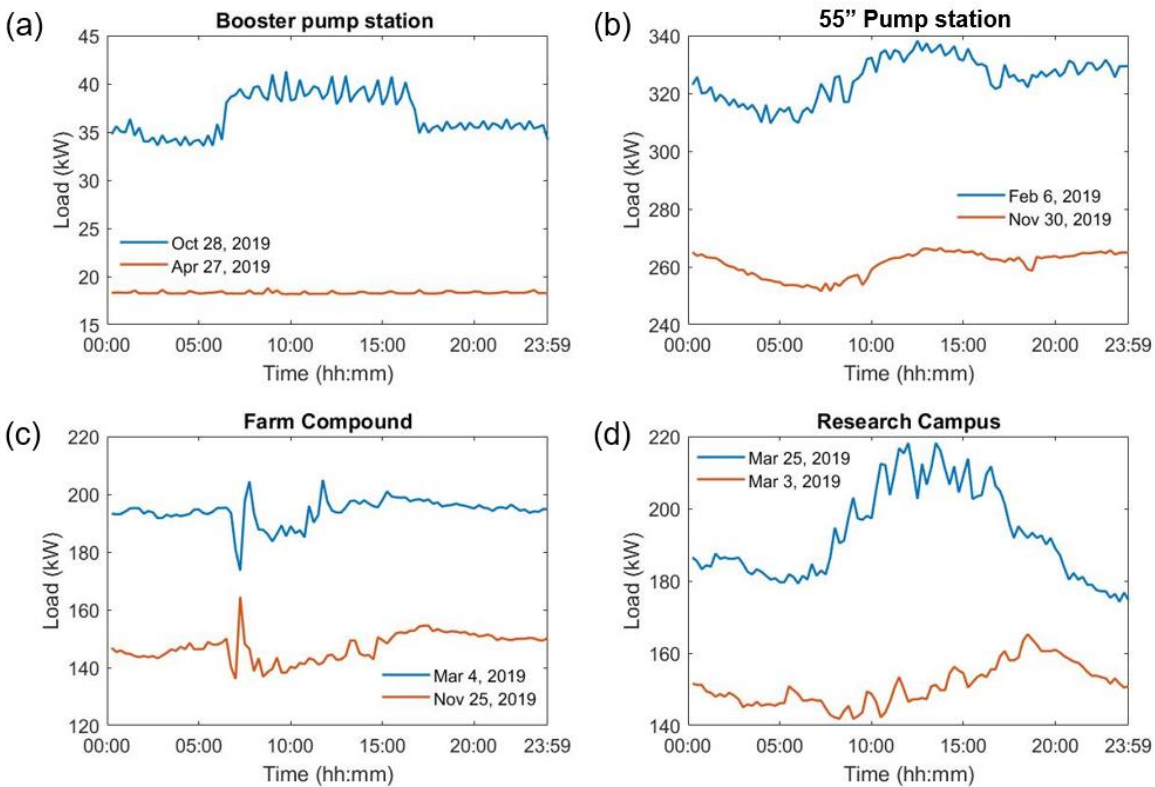 (a)
Booster pump station
45
40
35
30
25
20
15
Load (kW)
Oct 28, 2019
Apr 27, 2019
00:00 05:00 10:00 15:00 20:00 23:59
Time (hh:mm)
(b)
55” Pump station
340
320
300
280
260
240
Load (kW)
Feb 6, 2019
Nov 30, 2019
00:00 05:00 10:00 15:00 20:00 23:59
Time (hh:mm)
(c)
Farm Compound
220
200
180
160
140
120
Load (kW)
Mar 4, 2019
Nov 25, 2019
00:00 05:00 10:00 15:00 20:00 23:59
Time (hh:mm)
(d)
Research Campus
220
200
180
160
140
Load (kW)
Mar 25, 2019
Mar 3, 2019
00:00 05:00 10:00 15:00 20:00 23:59
Time (hh:mm)